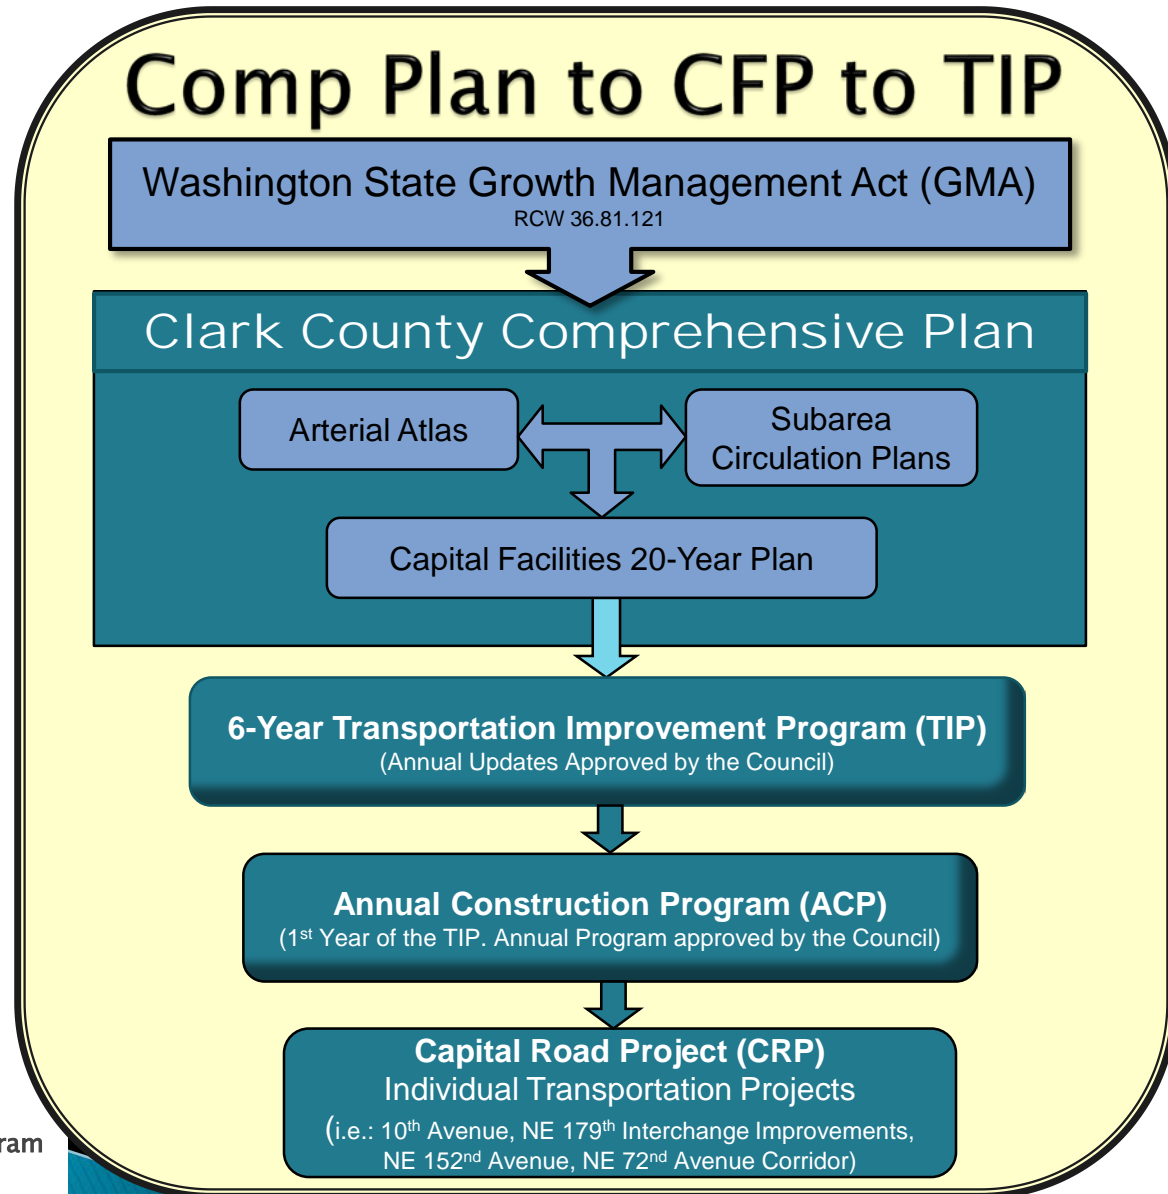 Comp Plan to CFP to TIP
Washington State Growth Management Act (GMA)
RCW 36.81.121
Clark County Comprehensive Plan
Arterial Atlas
Subarea
Circulation Plans
Capital Facilities 20-Year Plan
6-Year Transportation Improvement Program (TIP)
(Annual Updates Approved by the Council)
Annual Construction Program (ACP)
(1st Year of the TIP. Annual Program approved by the Council)
Capital Road Project (CRP)
Individual Transportation Projects
(i.e.: 10th Avenue, NE 179th Interchange Improvements,
NE 152nd Avenue, NE 72nd Avenue Corridor)